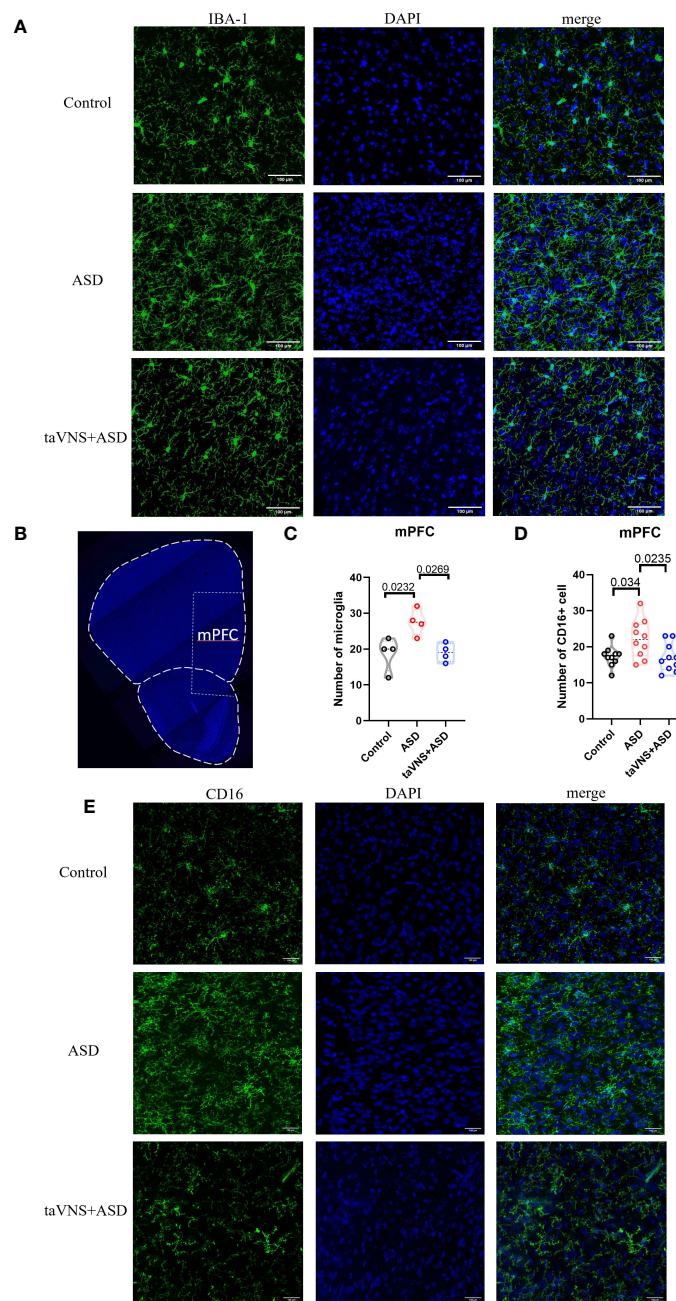 A
IBA-1 DAPI merge
Control
100 μm 100 μm 100 μm
ASD
100 μm 100 μm 100 μm
taVNS+ASD
100 μm 100 μm 100 μm
B
mPFC
C
mPFC
Number of microglia
40
30
20
10
0
0.0232
0.0269
Control
ASD
taVNS+ASD
D
mPFC
Number of CD16+ cell
40
30
20
10
0
0.034
0.0235
Control
ASD
taVNS+ASD
E
CD16 DAPI merge
Control
ASD
taVNS+ASD